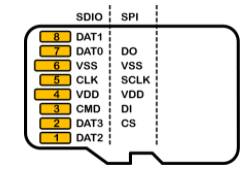 SDIO SPI
8 DAT1
7 DAT0 DO
6 VSS VSS
5 CLK SCLK
4 VDD VDD
3 CMD DI
2 DAT3 CS
1 DAT2